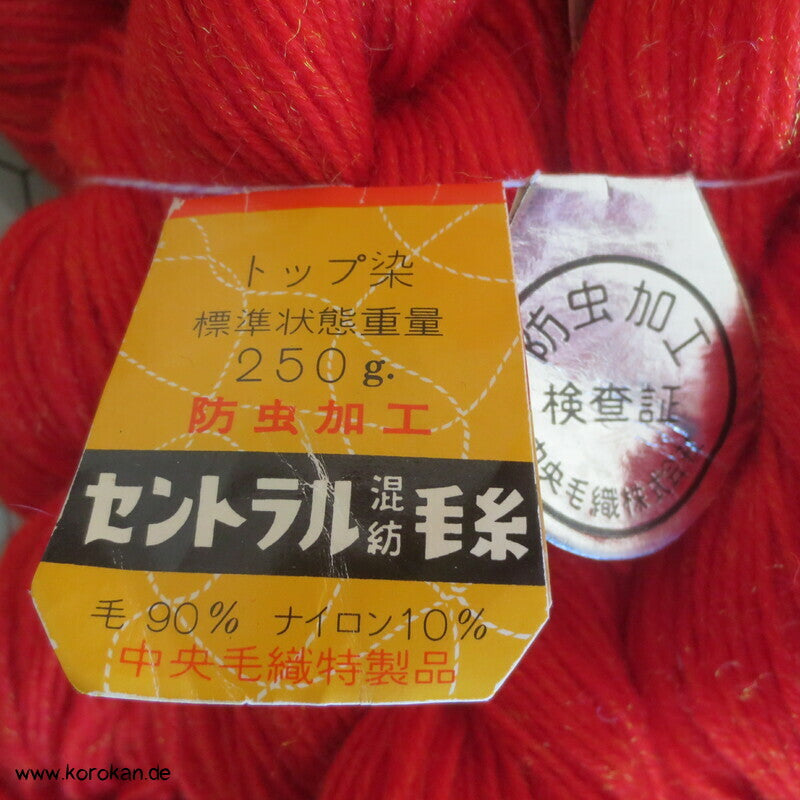 トップ染
標準状態重量
250g.
防虫加工
セントラル混紡毛糸
毛 90% ナイロン10%
中央毛織特製品
防虫加工
検査証
中央毛織株式会社
www.korokan.de